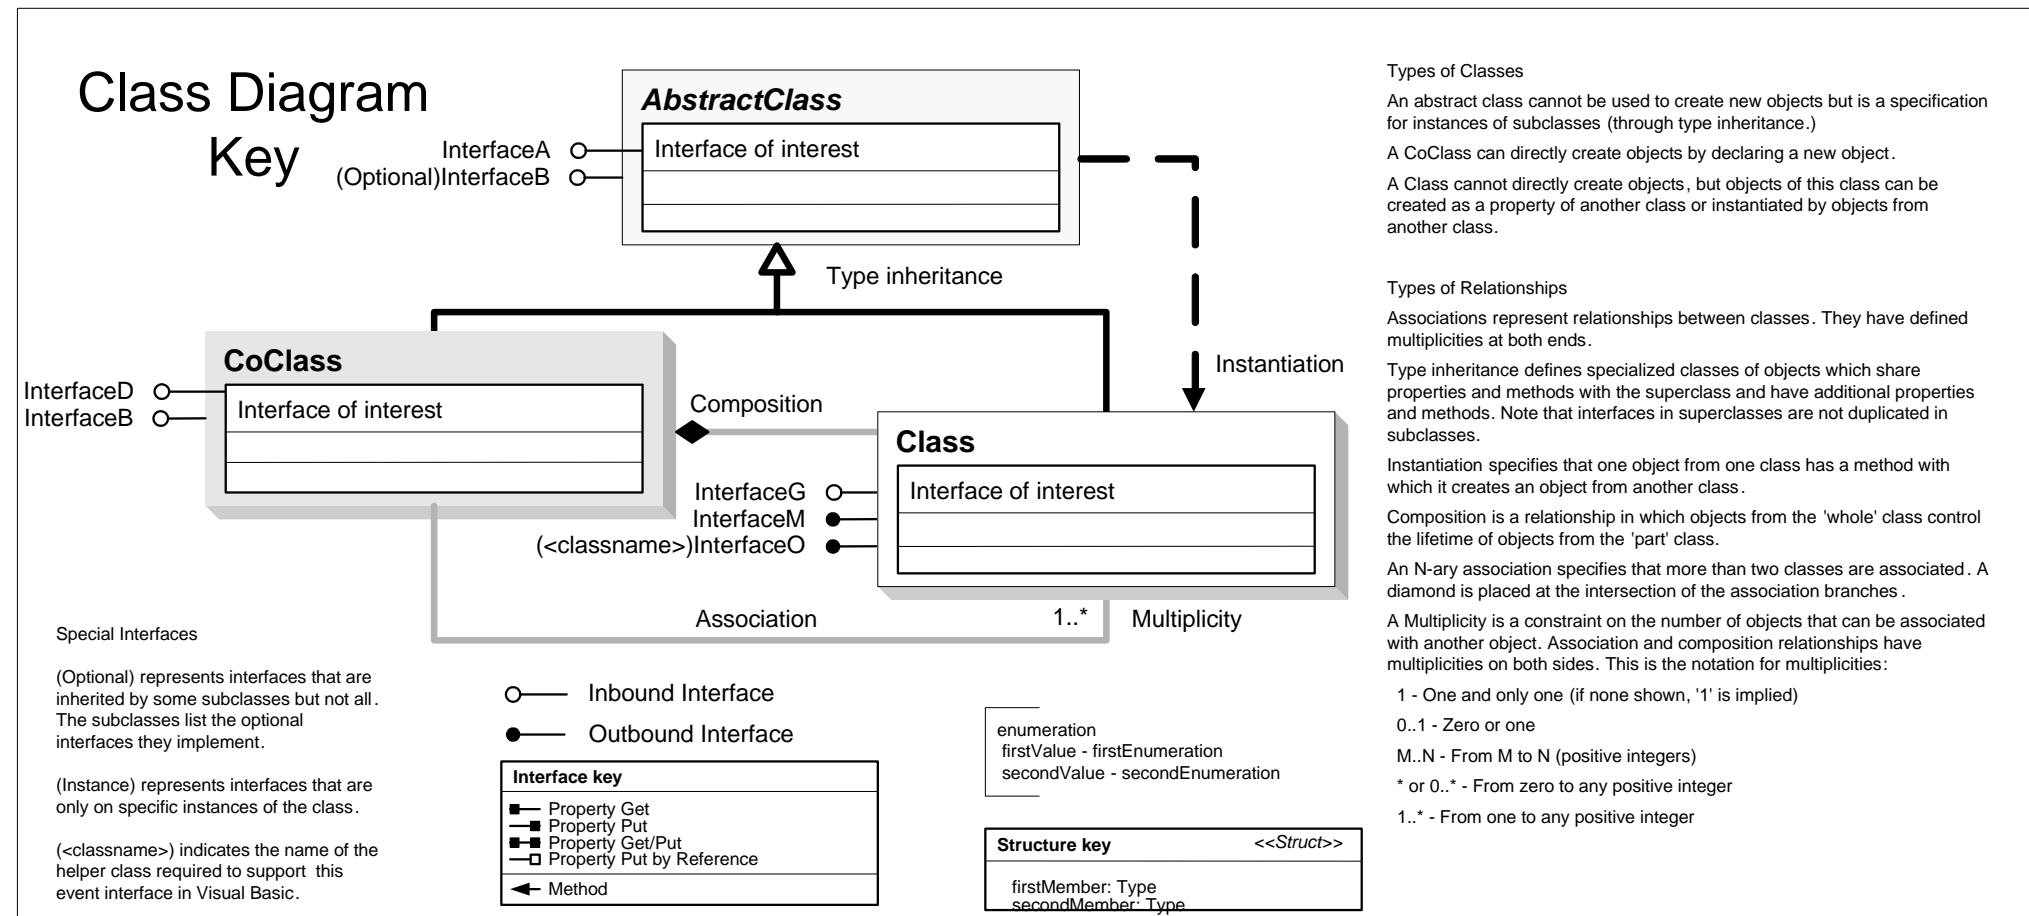 Class Diagram
Key
AbstractClass
Interface of interest
InterfaceA
(Optional)InterfaceB
Type inheritance
CoClass
Interface of interest
InterfaceD
InterfaceB
Composition
Instantiation
Class
Interface of interest
InterfaceG
InterfaceM
(<classname>)InterfaceO
Association
1..*
Multiplicity
Special Interfaces
(Optional) represents interfaces that are
inherited by some subclasses but not all.
The subclasses list the optional
interfaces they implement.
(Instance) represents interfaces that are
only on specific instances of the class.
(<classname>) indicates the name of the
helper class required to support this
event interface in Visual Basic.
Inbound Interface
Outbound Interface
Interface key
Property Get
Property Put
Property Get/Put
Property Put by Reference
Method
enumeration
firstValue - firstEnumeration
secondValue - secondEnumeration
Structure key <<Struct>>
firstMember: Type
secondMember: Type
Types of Classes
An abstract class cannot be used to create new objects but is a specification
for instances of subclasses (through type inheritance.)
A CoClass can directly create objects by declaring a new object.
A Class cannot directly create objects, but objects of this class can be
created as a property of another class or instantiated by objects from
another class.
Types of Relationships
Associations represent relationships between classes. They have defined
multiplicities at both ends.
Type inheritance defines specialized classes of objects which share
properties and methods with the superclass and have additional properties
and methods. Note that interfaces in superclasses are not duplicated in
subclasses.
Instantiation specifies that one object from one class has a method with
which it creates an object from another class.
Composition is a relationship in which objects from the 'whole' class control
the lifetime of objects from the 'part' class.
An N-ary association specifies that more than two classes are associated. A
diamond is placed at the intersection of the association branches.
A Multiplicity is a constraint on the number of objects that can be associated
with another object. Association and composition relationships have
multiplicities on both sides. This is the notation for multiplicities:
1 - One and only one (if none shown, '1' is implied)
0..1 - Zero or one
M..N - From M to N (positive integers)
* or 0..* - From zero to any positive integer
1..* - From one to any positive integer